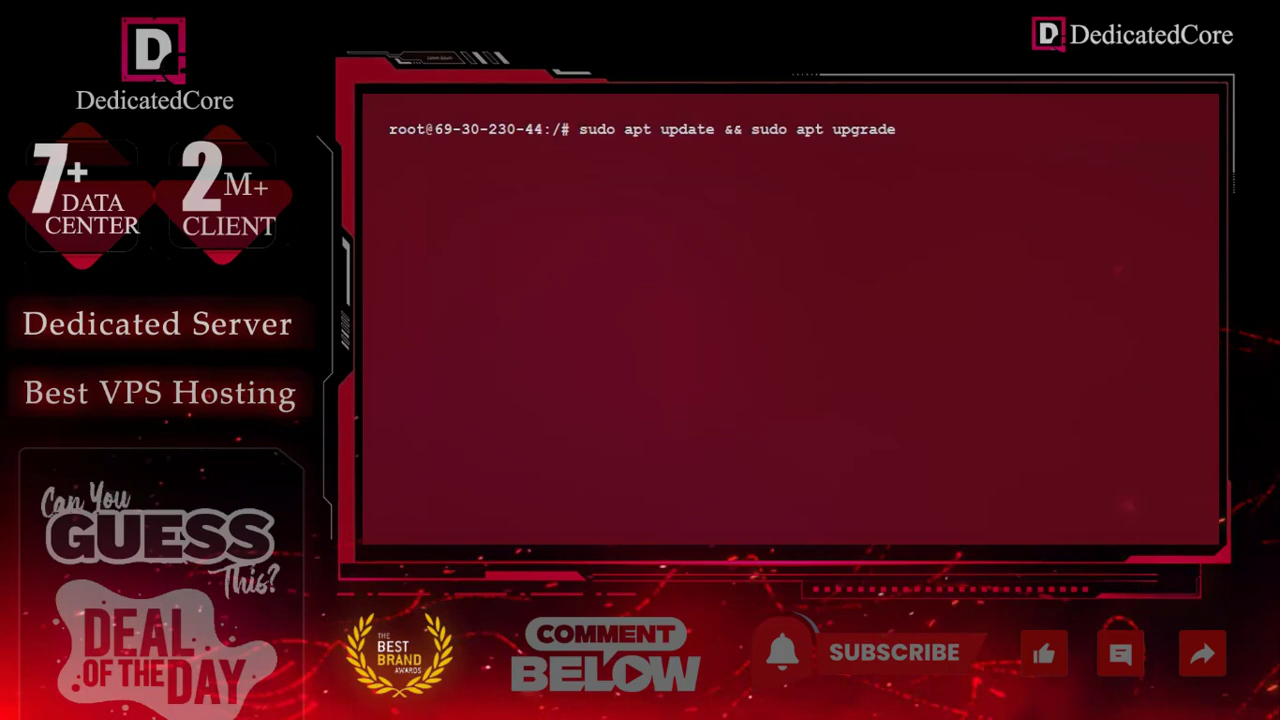 DedicatedCore
7+
DATA
CENTER
2
M+
CLIENT
Dedicated Server
Best VPS Hosting
Can You
GUESS
This?
DEAL
OF THE DAY
DedicatedCore
root@69-30-230-44:/# sudo apt update && sudo apt upgrade
THE
BEST
BRAND
AWARDS
COMMENT
BELOW
SUBSCRIBE